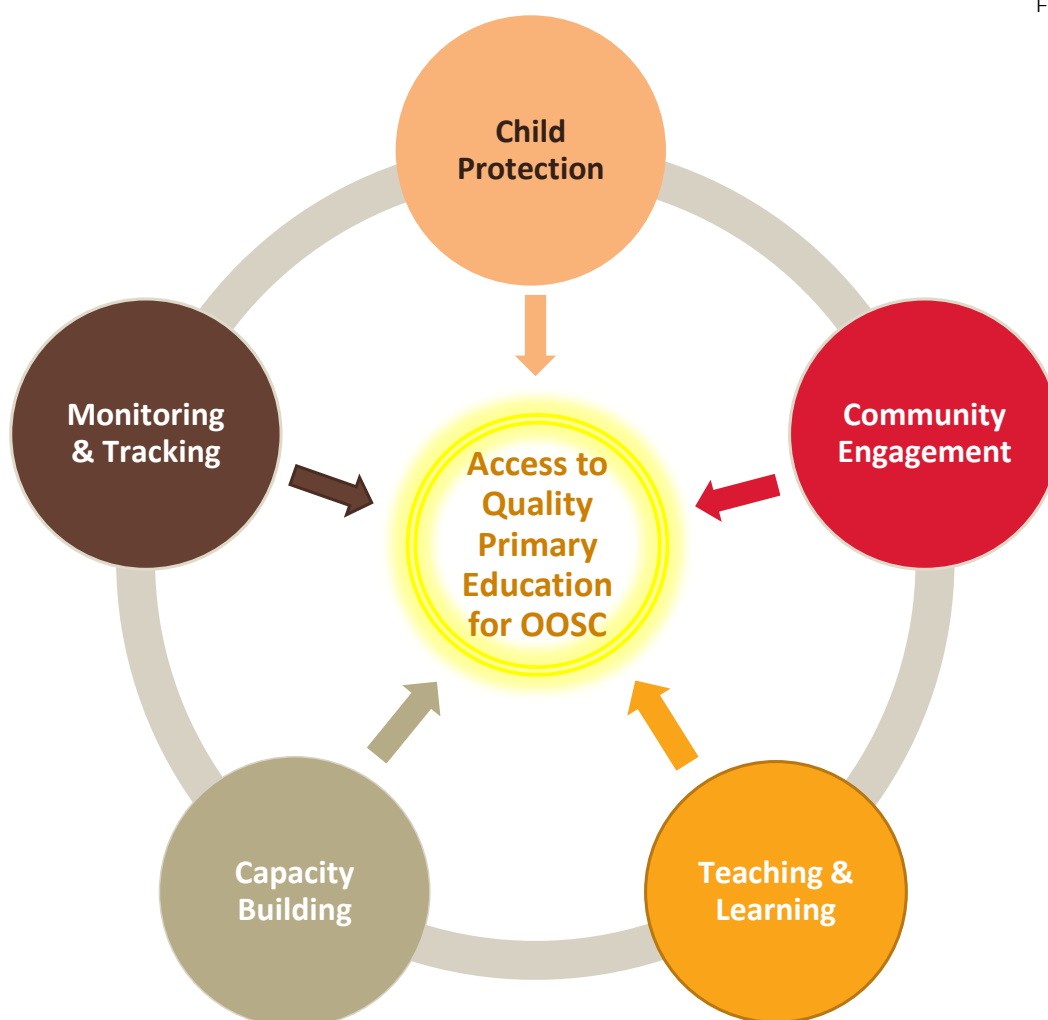 F
Child
Protection
Monitoring
& Tracking
Community
Engagement
Access to
Quality
Primary
Education
for OOSC
Capacity
Building
Teaching &
Learning